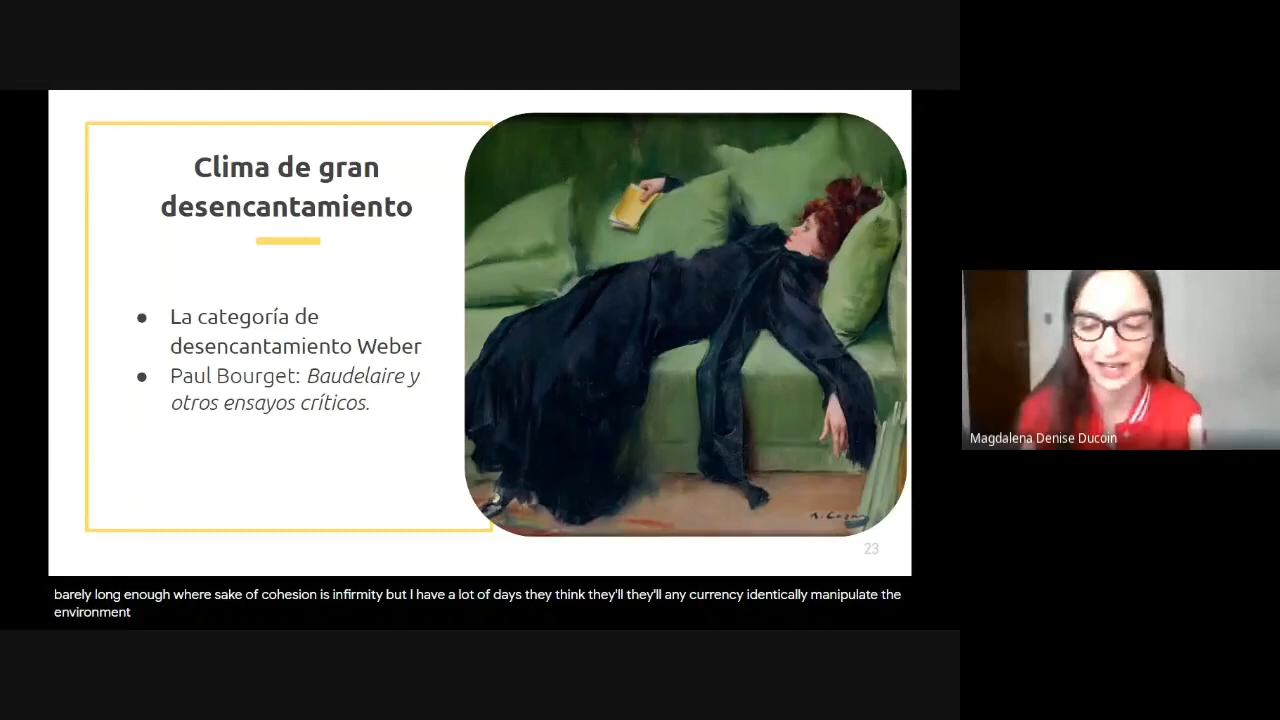 Clima de gran
desencantamiento
● La categoría de
desencantamiento Weber
● Paul Bourget: Baudelaire y
otros ensayos críticos.
23
Magdalena Denise Ducoin
barely long enough where sake of cohesion is infirmity but I have a lot of days they think they'll they'll any currency identically manipulate the
environment